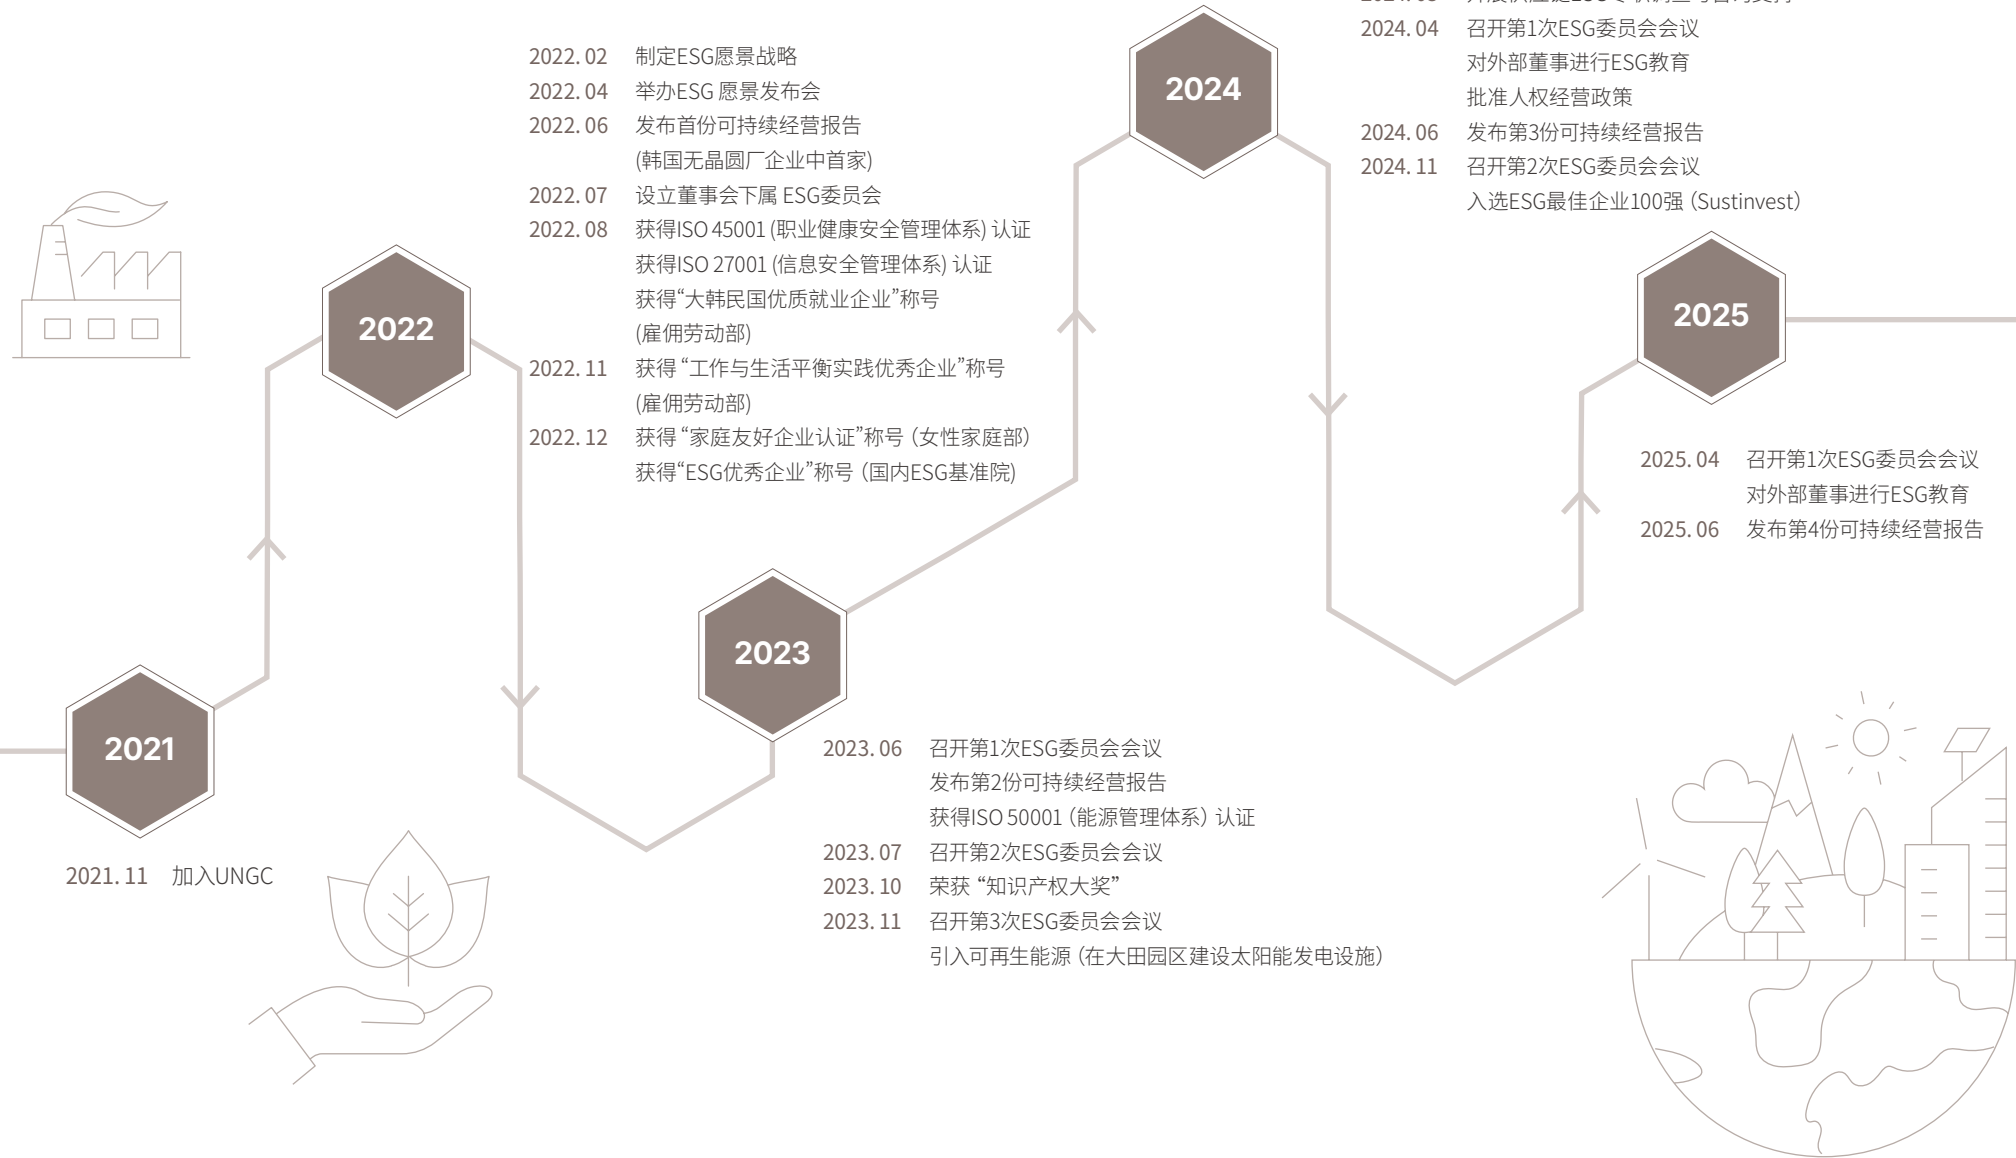 2021
2021. 11 加入UNGC
2022
2022. 02 制定ESG愿景战略
2022. 04 举办ESG 愿景发布会
2022. 06 发布首份可持续经营报告
(韩国无晶圆厂企业中首家)
2022. 07 设立董事会下属 ESG委员会
2022. 08 获得ISO 45001 (职业健康安全管理体系) 认证
获得ISO 27001 (信息安全管理体系) 认证
获得“大韩民国优质就业企业”称号
(雇佣劳动部)
2022. 11 获得 “工作与生活平衡实践优秀企业”称号
(雇佣劳动部)
2022. 12 获得 “家庭友好企业认证”称号（女性家庭部）
获得“ESG优秀企业”称号（国内ESG基准院)
2023
2023. 06 召开第1次ESG委员会会议
发布第2份可持续经营报告
获得ISO 50001（能源管理体系）认证
2023. 07 召开第2次ESG委员会会议
2023. 10 荣获 “知识产权大奖”
2023. 11 召开第3次ESG委员会会议
引入可再生能源（在大田园区建设太阳能发电设施）
2024
2024. 04 召开第1次ESG委员会会议
对外部董事进行ESG教育
批准人权经营政策
2024. 06 发布第3份可持续经营报告
2024. 11 召开第2次ESG委员会会议
入选ESG最佳企业100强（Sustinvest）
2025
2025. 04 召开第1次ESG委员会会议
对外部董事进行ESG教育
2025. 06 发布第4份可持续经营报告